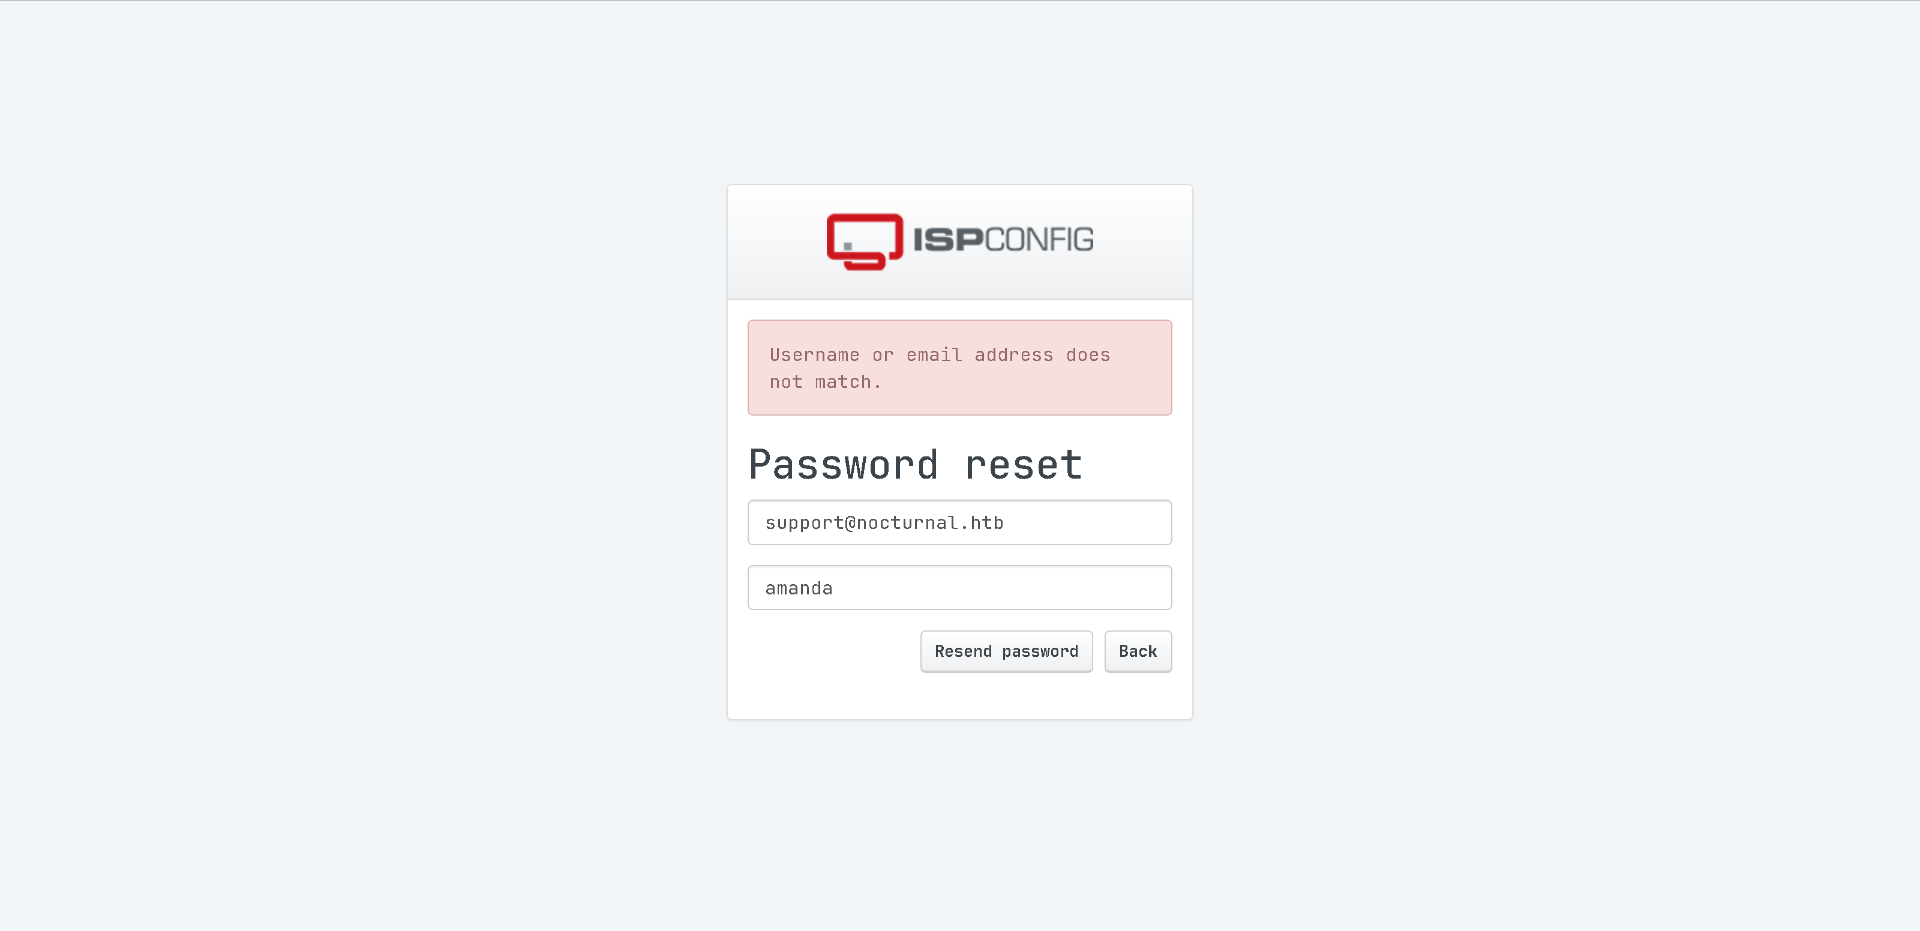 ISPCONFIG
Username or email address does
not match.
Password reset
support@nocturnal.htb
amanda
Resend password
Back